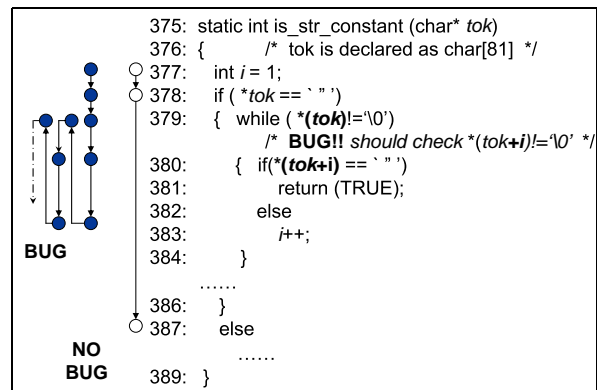 375: static int is_str_constant (char* tok)
376: { /* tok is declared as char[81] */
377: int i = 1;
378: if ( *tok == ` ” ’)
379: { while ( *(tok)!=‘\0’)
/* BUG!! should check *(tok+i)!=‘\0’ */
380: { if(*(tok+i) == ` ” ’)
381: return (TRUE);
382: else
383: i++;
384: }
……
386: }
387: else
……
389: }
BUG
NO
BUG